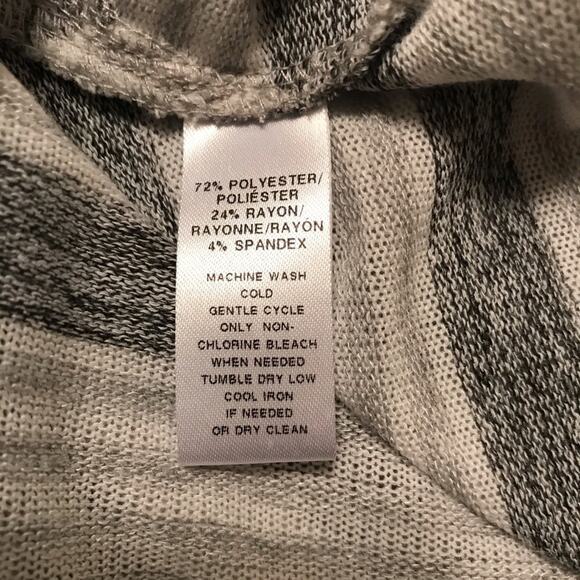 72% POLYESTER/
POLIÉSTER
24% RAYON/
RAYONNE/RAYÓN
4% SPANDEX
MACHINE WASH
COLD
GENTLE CYCLE
ONLY NON-
CHLORINE BLEACH
WHEN NEEDED
TUMBLE DRY LOW
COOL IRON
IF NEEDED
OR DRY CLEAN